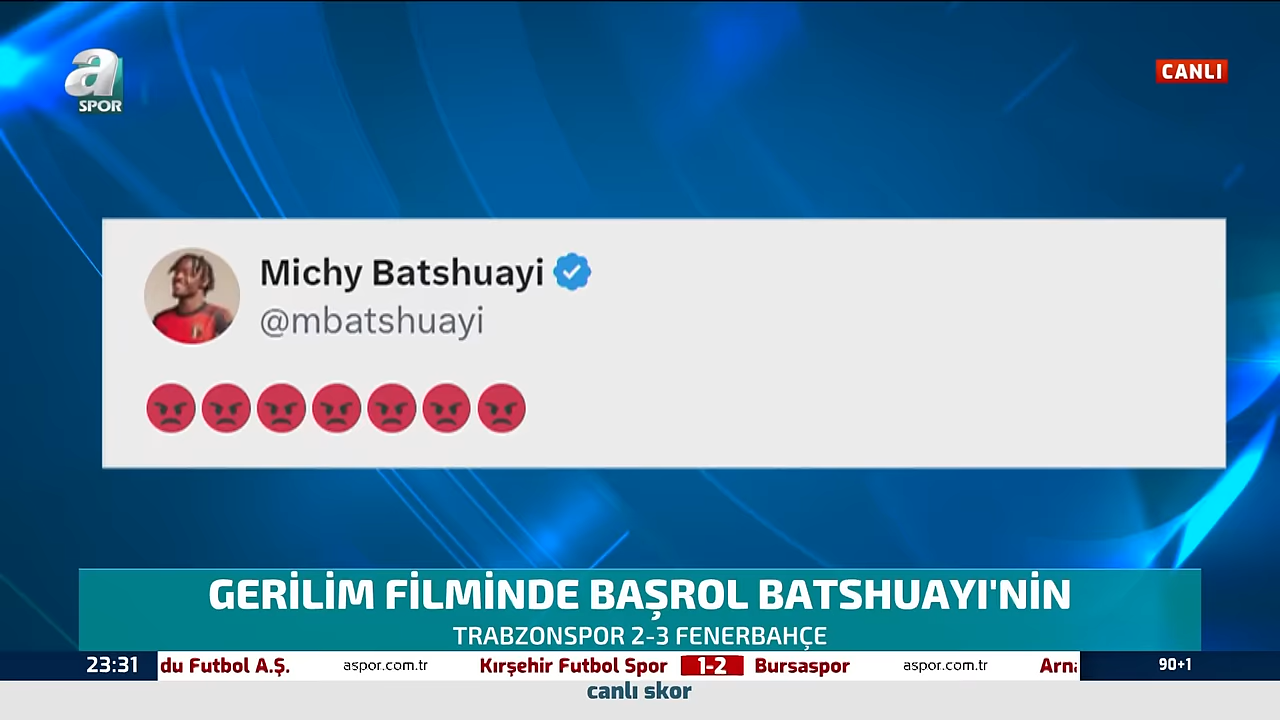 a
SPOR
CANLI
Michy Batshuayi
@mbatshuayi
😡😡😡😡😡😡😡
GERİLİM FİLMİNDE BAŞROL BATSHUAYI'NİN
TRABZONSPOR 2-3 FENERBAHÇE
23:31 du Futbol A.Ş. aspor.com.tr Kırşehir Futbol Spor 1-2 Bursaspor aspor.com.tr 90+1
canlı skor